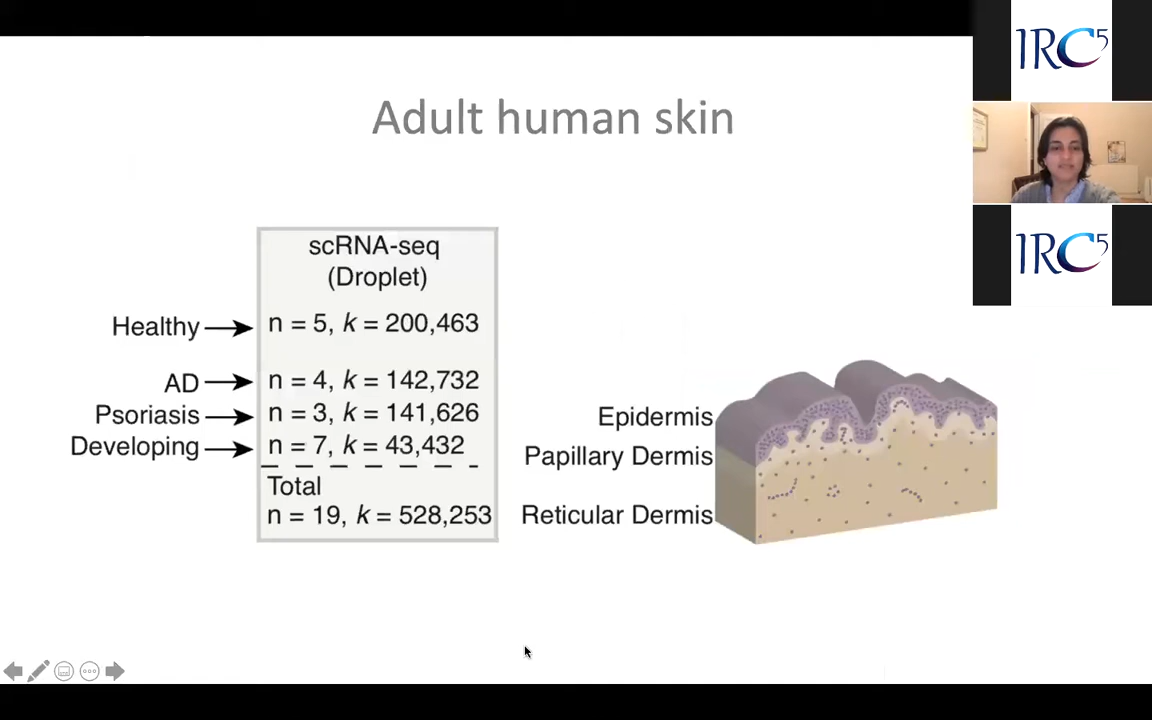 Adult human skin
scRNA-seq
(Droplet)
Healthy n = 5, k = 200,463
AD n = 4, k = 142,732
Psoriasis n = 3, k = 141,626
Developing n = 7, k = 43,432
Total
n = 19, k = 528,253
Epidermis
Papillary Dermis
Reticular Dermis
IRC5
IRC5